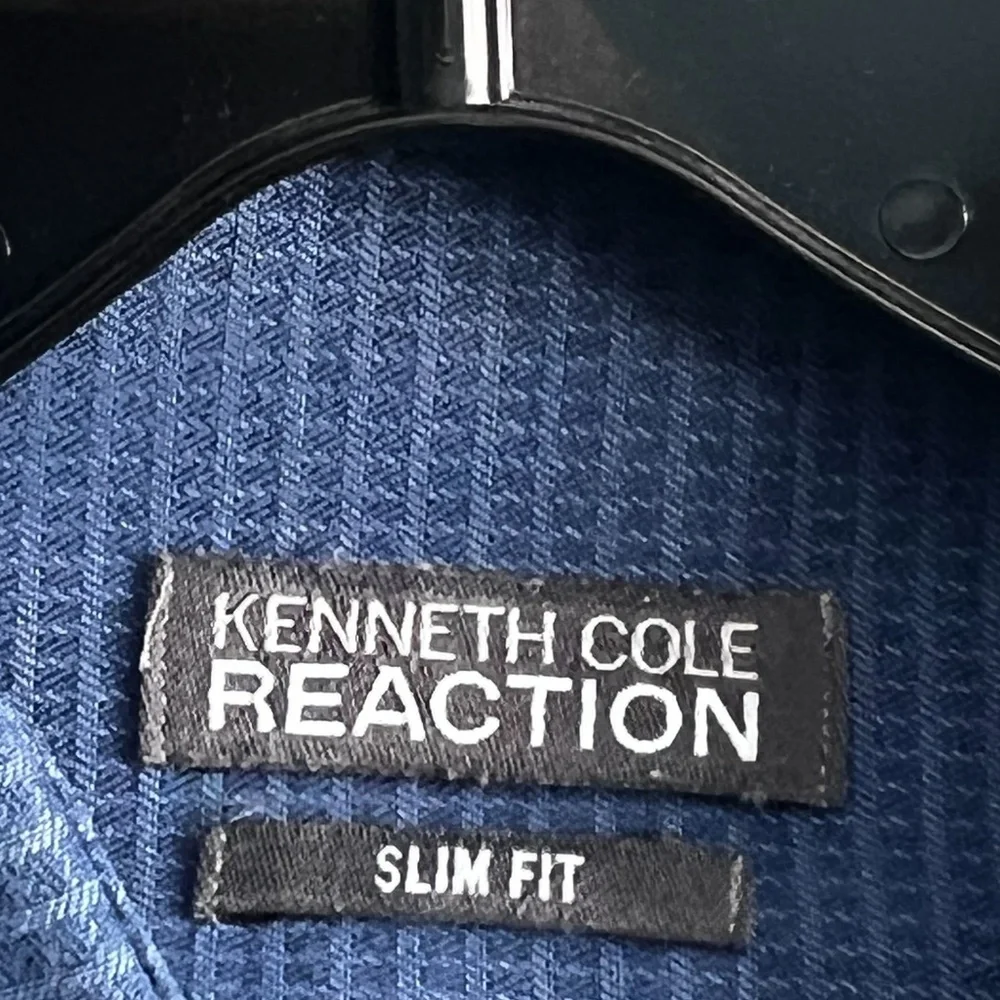 KENNETH COLE
REACTION
SLIM FIT